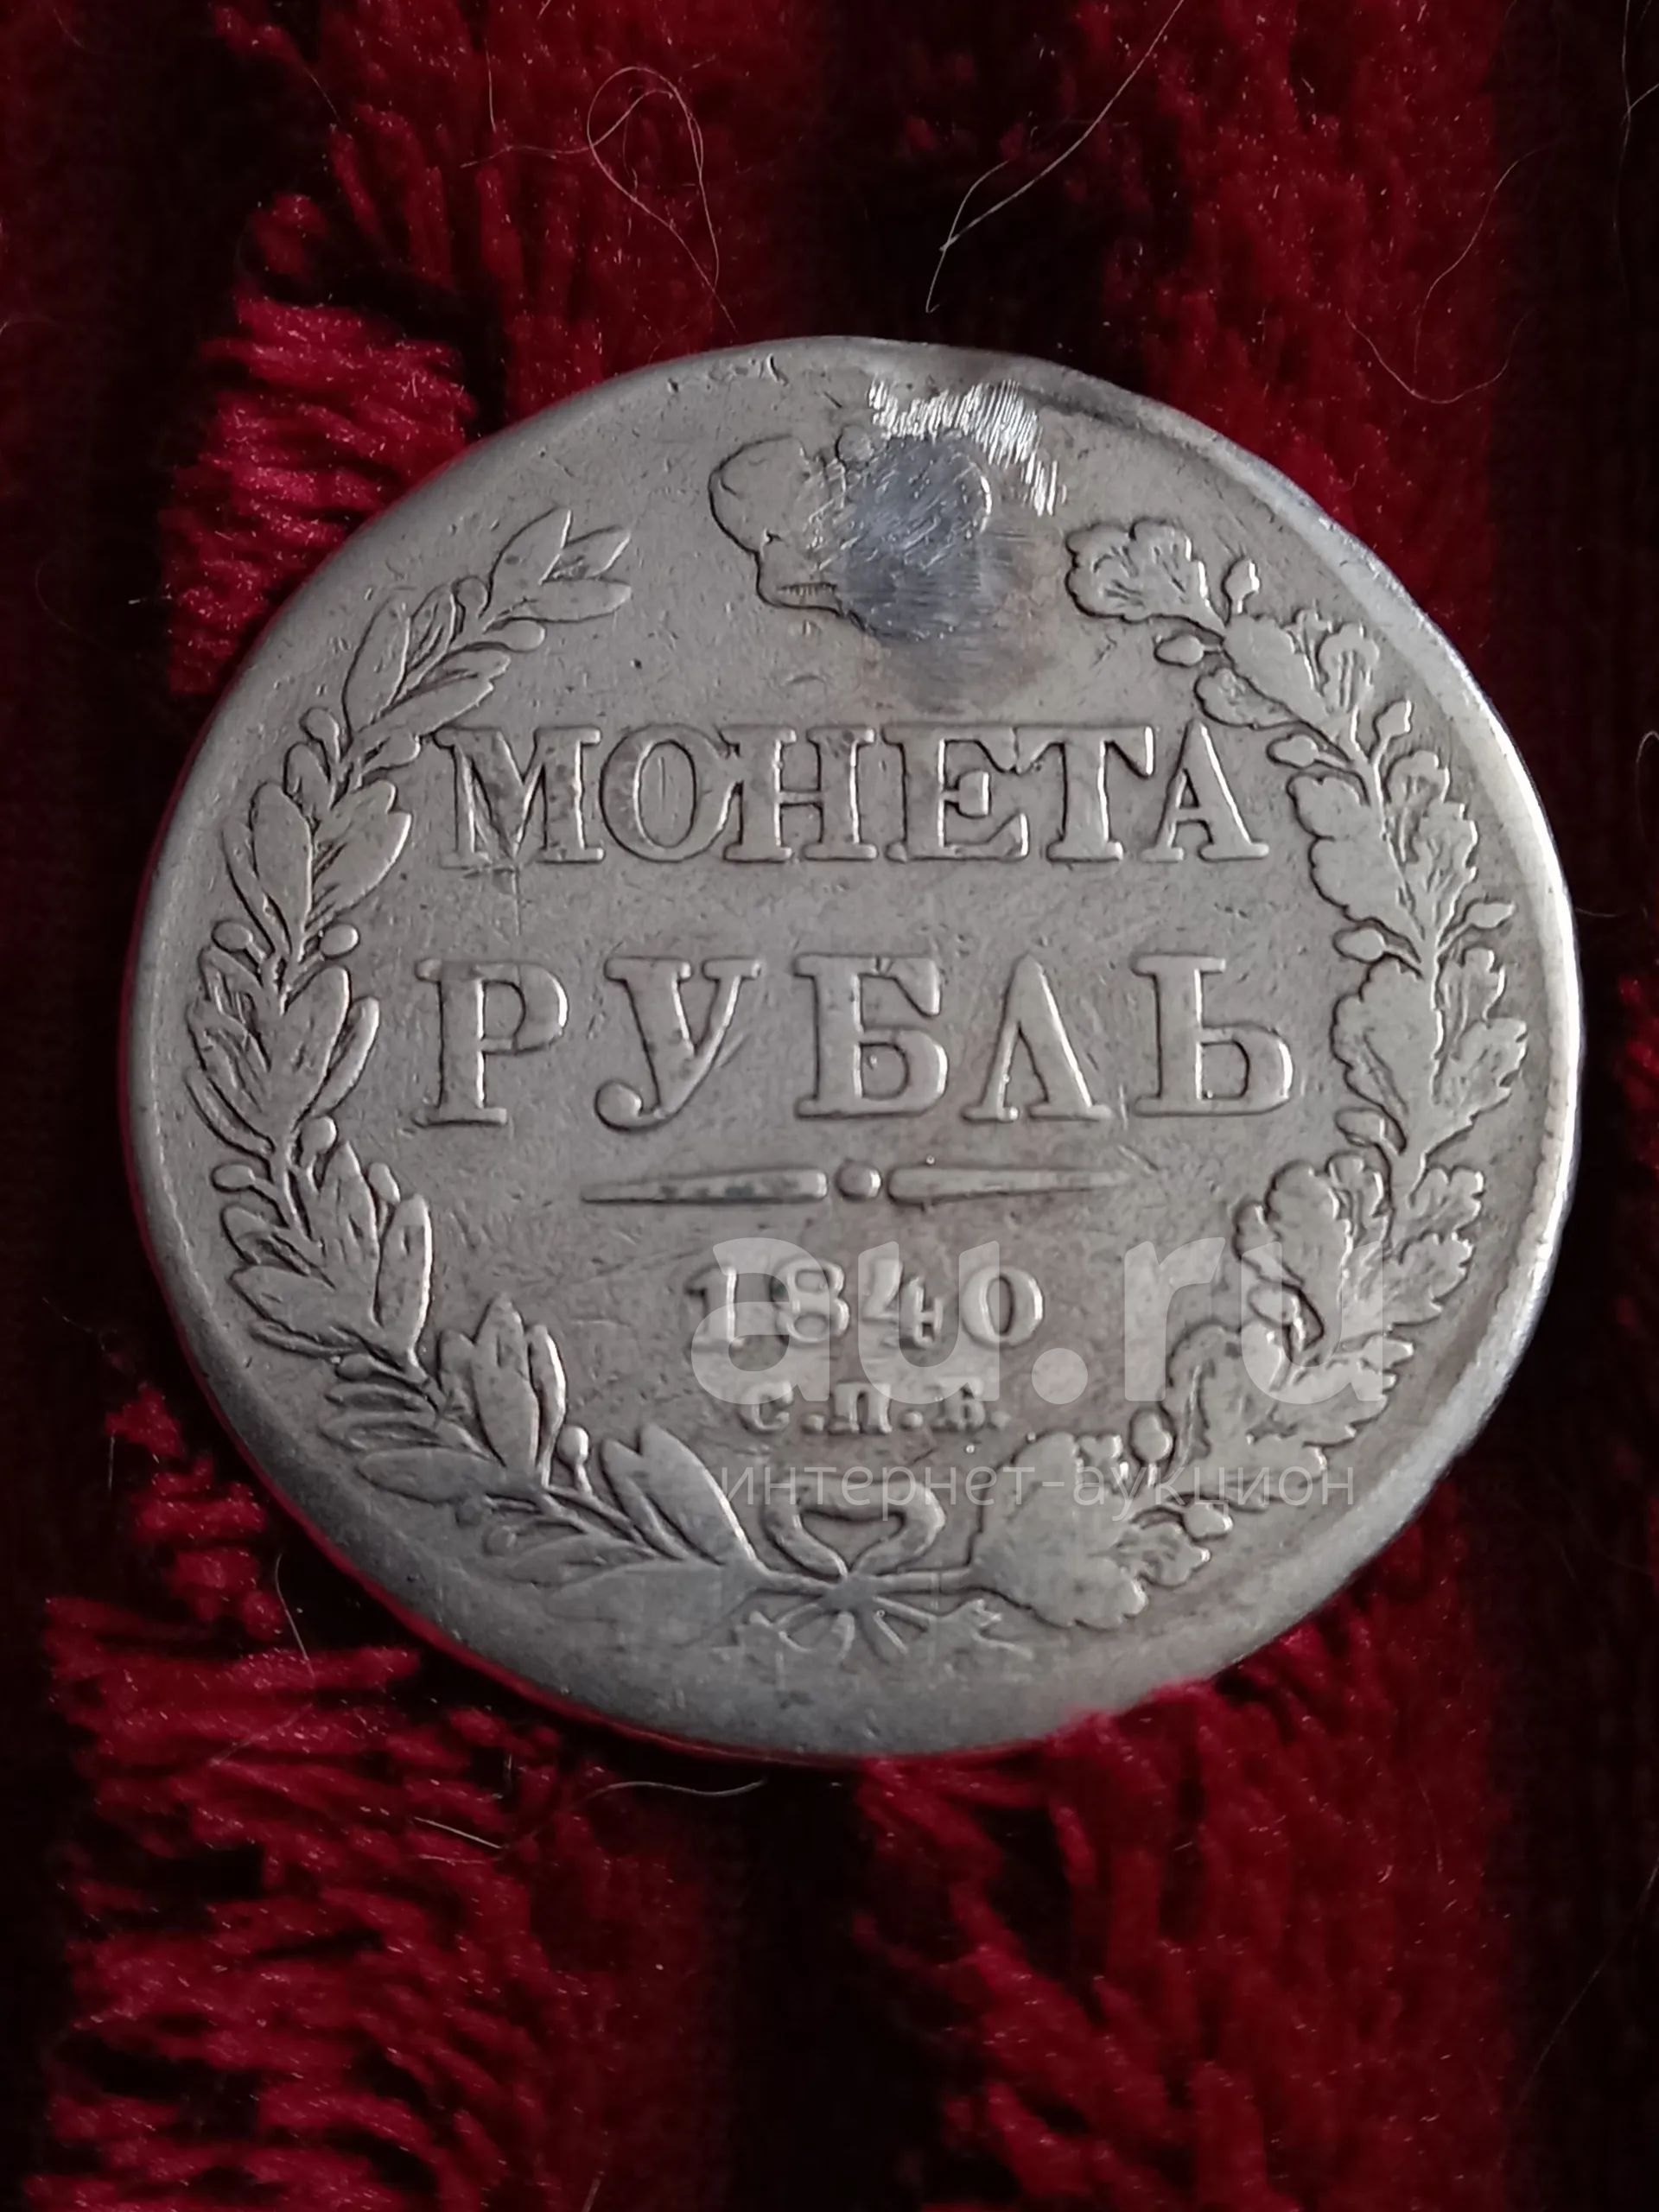 МОНЕТА
РУБЛЬ
1840
С.П.Б.
au.ru
интернет-аукцион